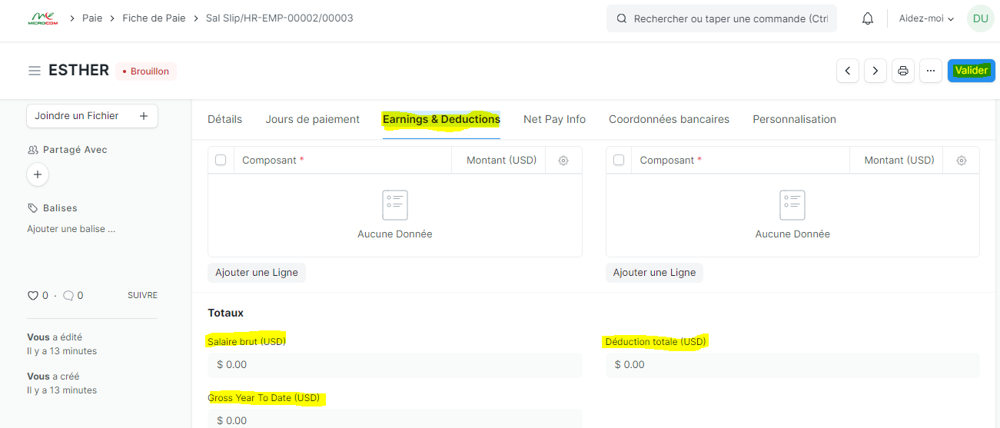 MICROCOM
Paie
Fiche de Paie
Sal Slip/HR-EMP-00002/00003
Rechercher ou taper une commande (Ctrl
Aidez-moi
DU
ESTHER
Brouillon
Valider
Joindre un Fichier
Partagé Avec
Balises
Ajouter une balise ...
0 · 0
SUIVRE
Vous a édité
Il y a 13 minutes
Vous a créé
Il y a 13 minutes
Détails
Jours de paiement
Earnings & Deductions
Net Pay Info
Coordonnées bancaires
Personnalisation
Composant *
Montant (USD)
Aucune Donnée
Ajouter une Ligne
Composant *
Montant (USD)
Aucune Donnée
Ajouter une Ligne
Totaux
Salaire brut (USD)
$ 0.00
Déduction totale (USD)
$ 0.00
Gross Year To Date (USD)
$ 0.00